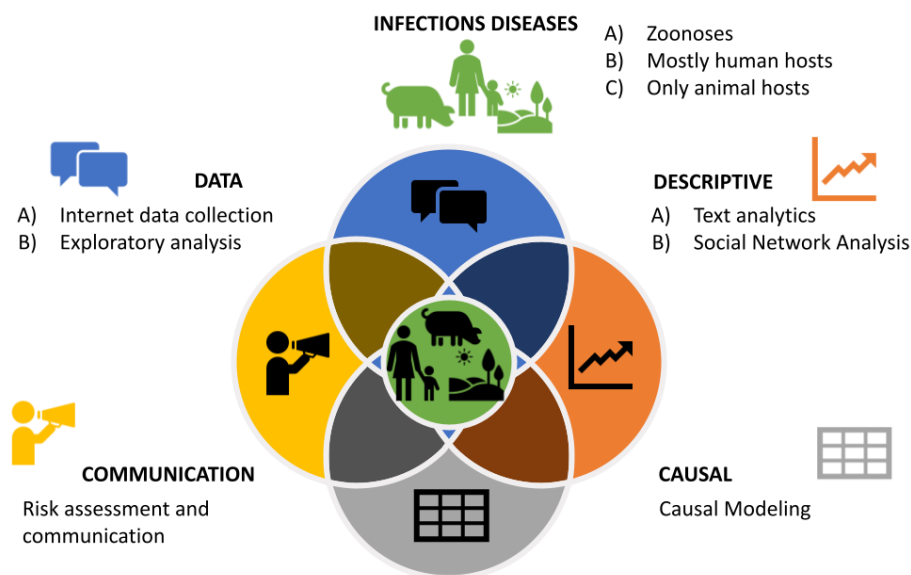 INFECTIONS DISEASES
A) Zoonoses
B) Mostly human hosts
C) Only animal hosts
DATA
A) Internet data collection
B) Exploratory analysis
DESCRIPTIVE
A) Text analytics
B) Social Network Analysis
COMMUNICATION
Risk assessment and
communication
CAUSAL
Causal Modeling